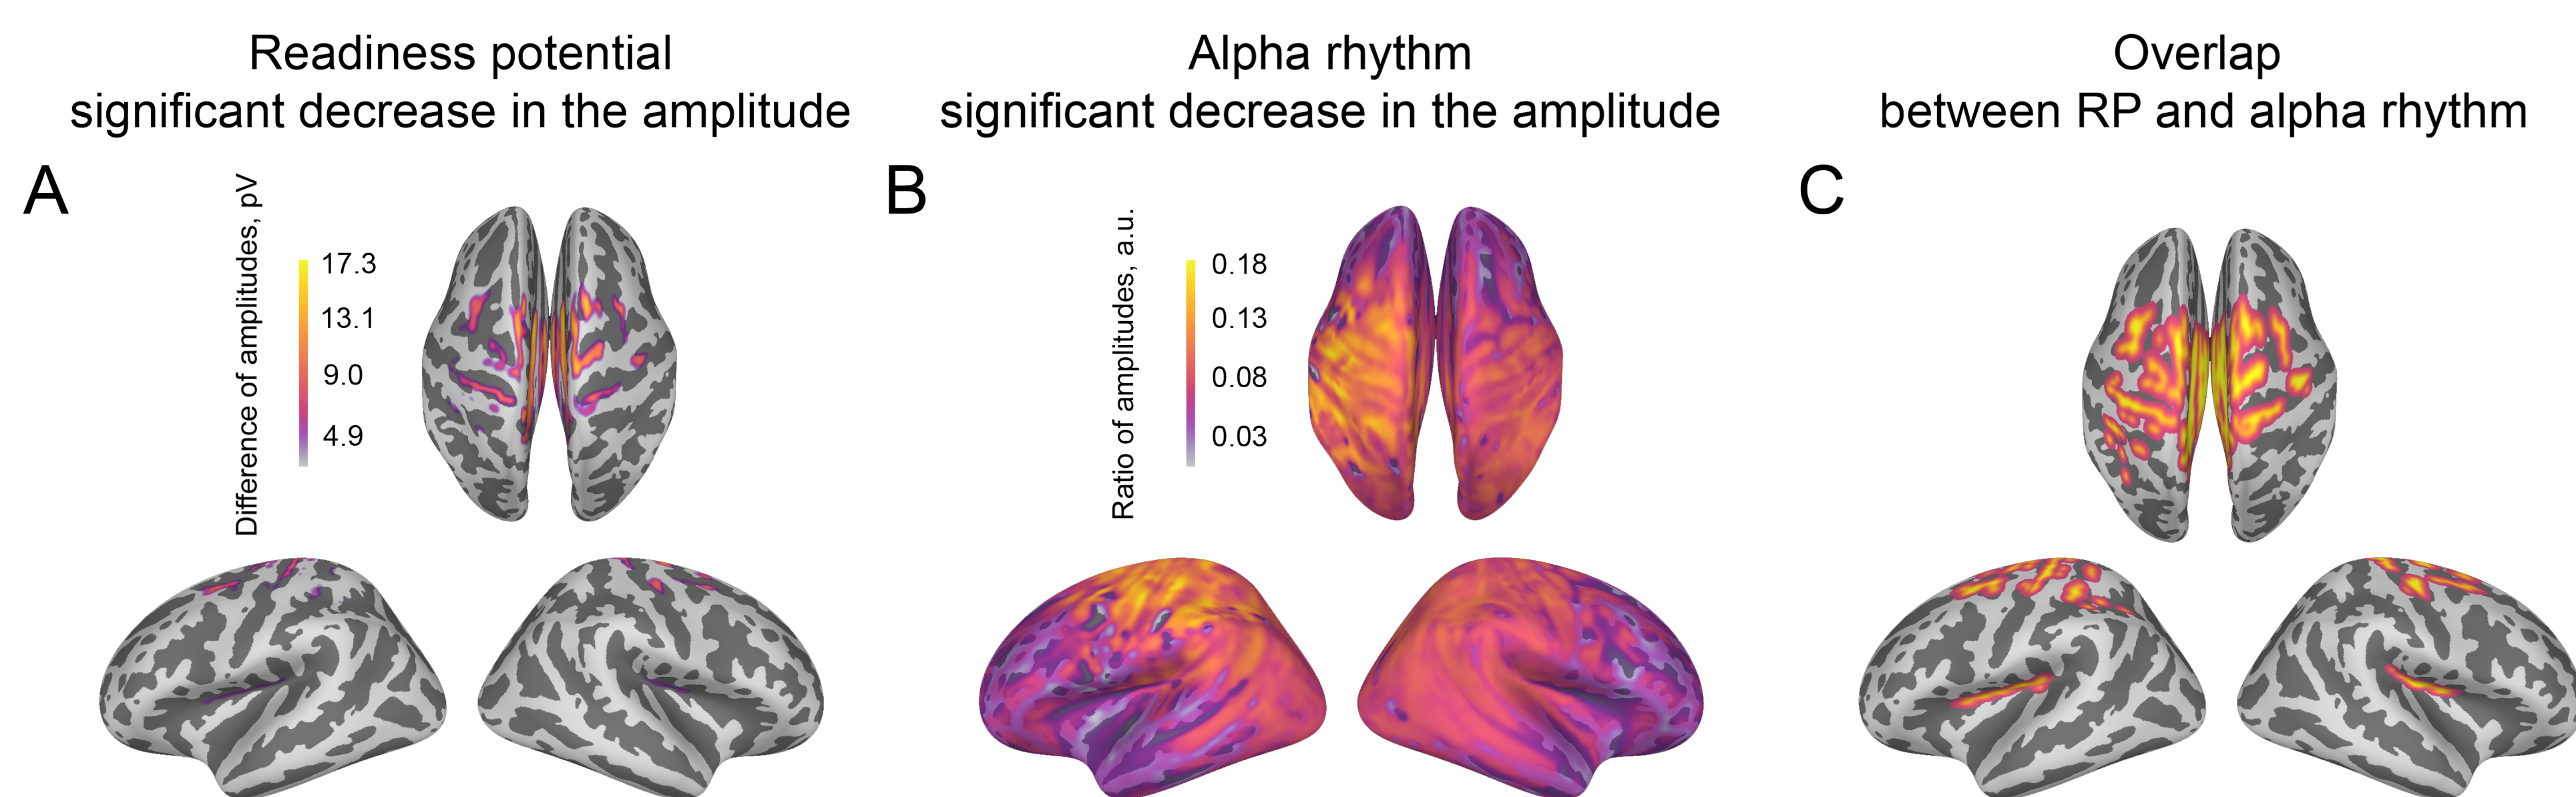 Readiness potential
significant decrease in the amplitude
Alpha rhythm
significant decrease in the amplitude
Overlap
between RP and alpha rhythm
A
Difference of amplitudes, pV
17.3
13.1
9.0
4.9
B
Ratio of amplitudes, a.u.
0.18
0.13
0.08
0.03
C